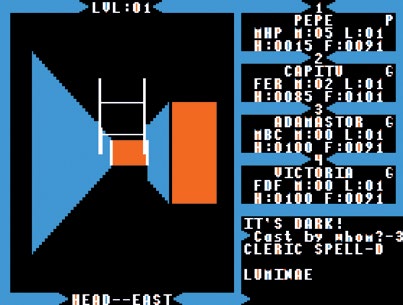 LVL:01
1
PEPE P
MHP M:05 L:01
H:0015 F:0091
2
CAPITU G
FER M:02 L:01
H:0085 F:0101
3
ADAMASTOR G
MBC M:00 L:01
H:0100 F:0091
4
VICTORIA G
FDF M:00 L:01
H:0100 F:0091
IT'S DARK!
Cast by whom?-3
CLERIC SPELL-D
LUMINAE
HEAD--EAST